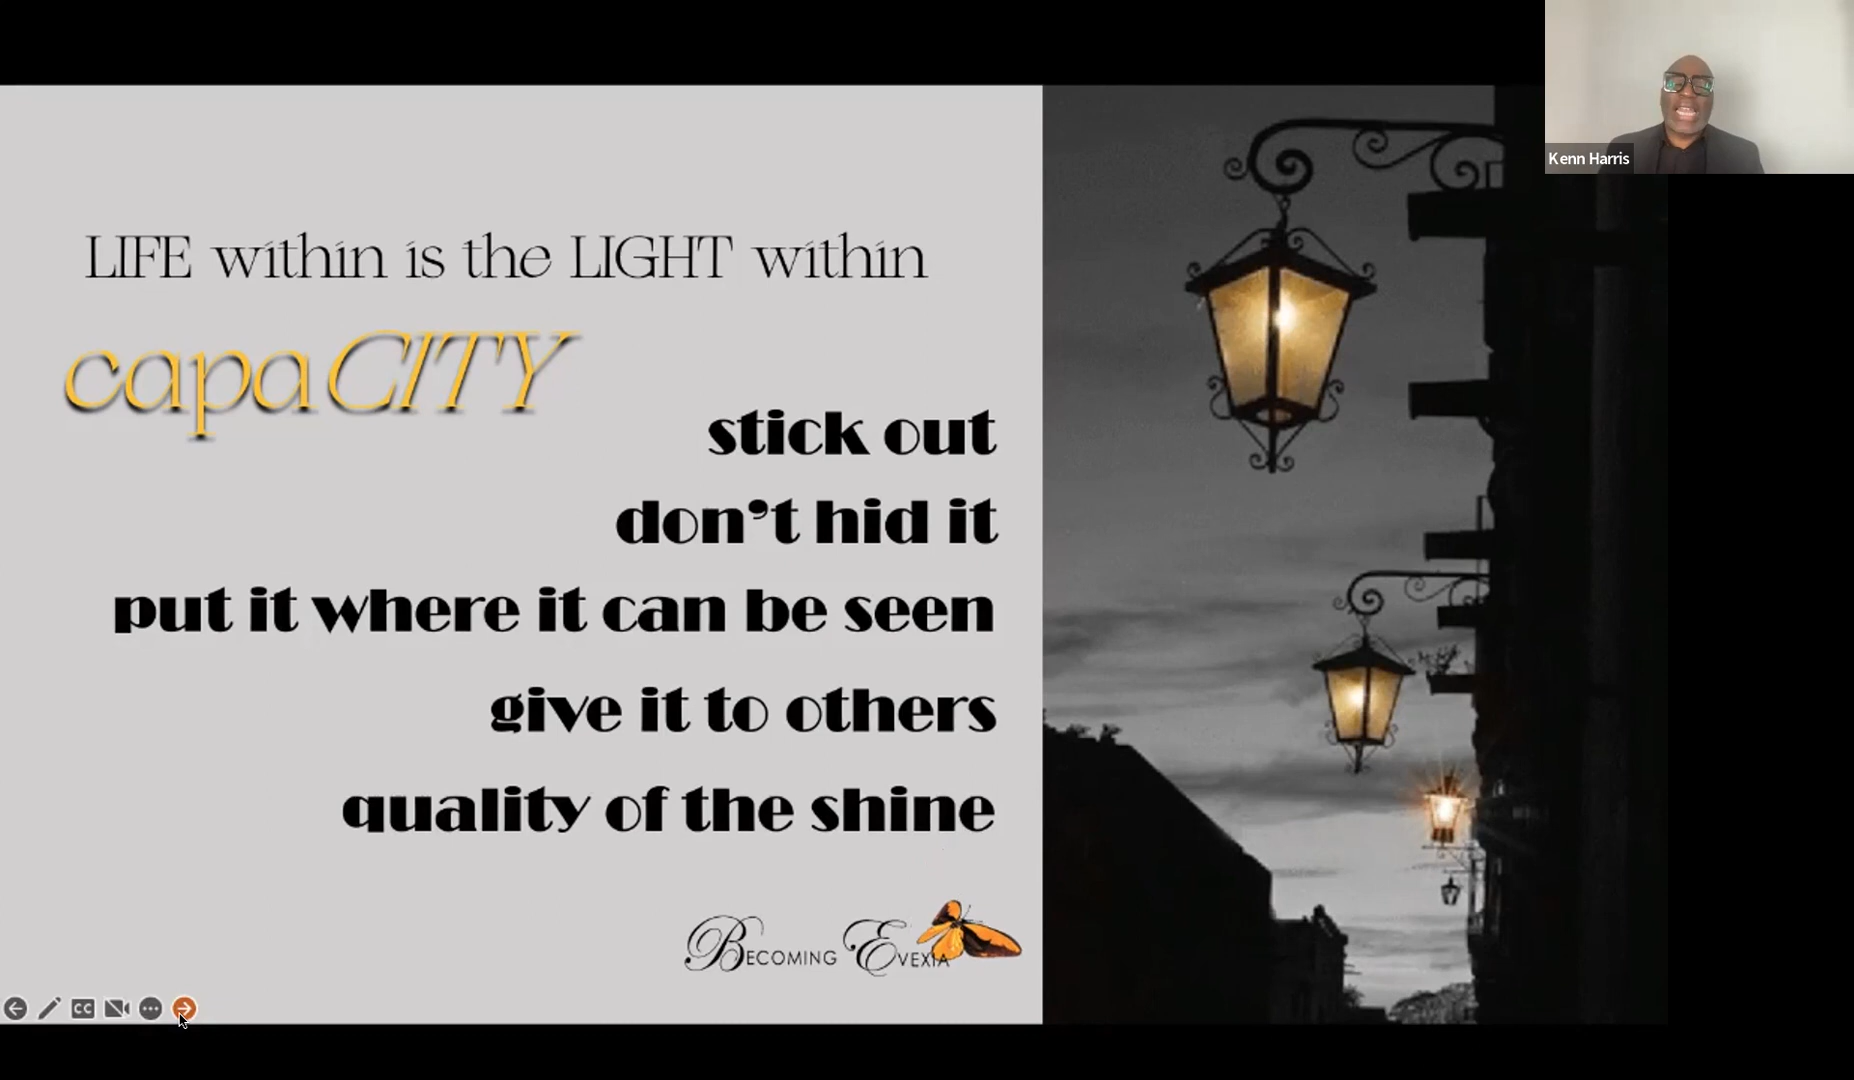 Kenn Harris
LIFE within is the LIGHT within
capaCITY
stick out
don't hid it
put it where it can be seen
give it to others
quality of the shine
BECOMING EVEXIA
CC